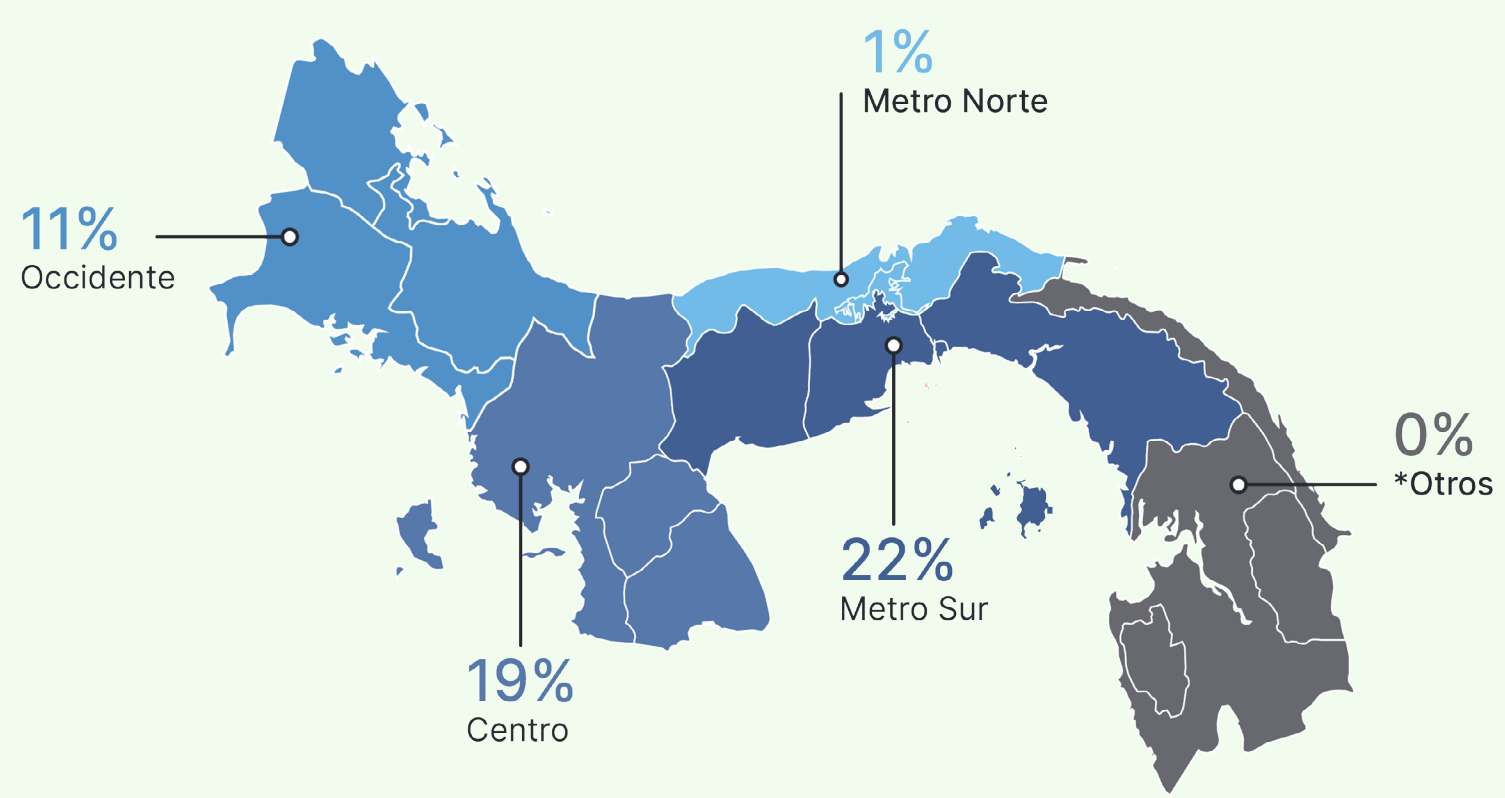 1%
Metro Norte
11%
Occidente
0%
*Otros
22%
Metro Sur
19%
Centro